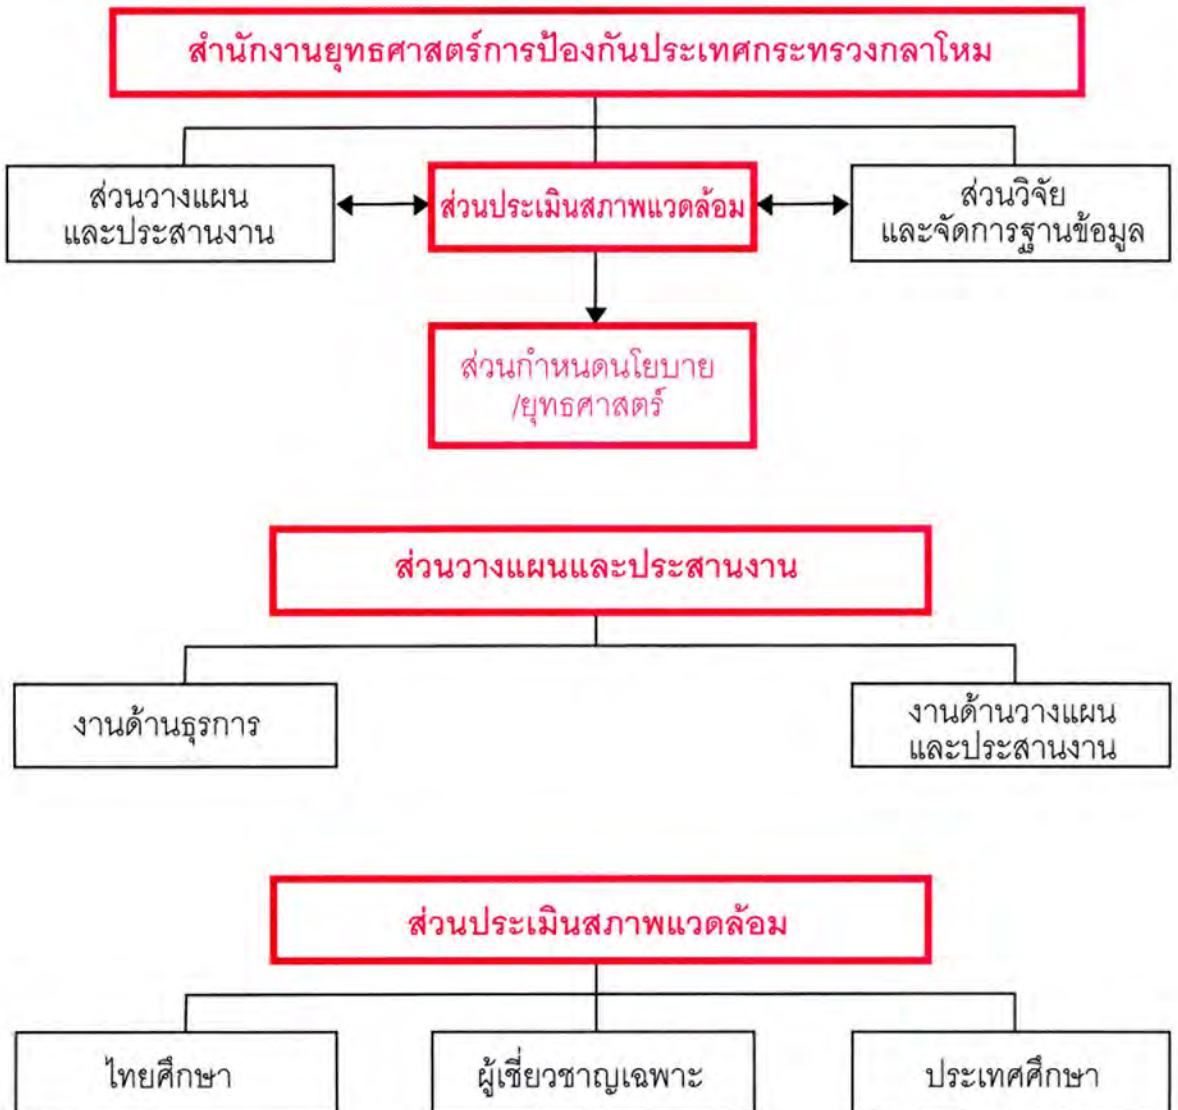 สำนักงานยุทธศาสตร์การป้องกันประเทศกระทรวงกลาโหม
ส่วนวางแผน
และประสานงาน
ส่วนประเมินสภาพแวดล้อม
ส่วนวิจัย
และจัดการฐานข้อมูล
ส่วนกำหนดนโยบาย
/ยุทธศาสตร์
ส่วนวางแผนและประสานงาน
งานด้านธุรการ
งานด้านวางแผน
และประสานงาน
ส่วนประเมินสภาพแวดล้อม
ไทยศึกษา
ผู้เชี่ยวชาญเฉพาะ
ประเทศศึกษา